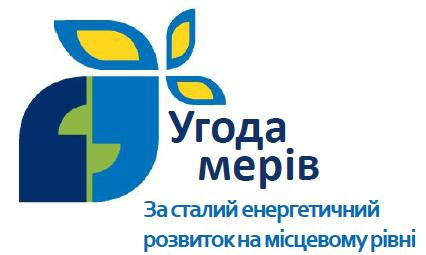 Угода
мерів
За сталий енергетичний
розвиток на місцевому рівні